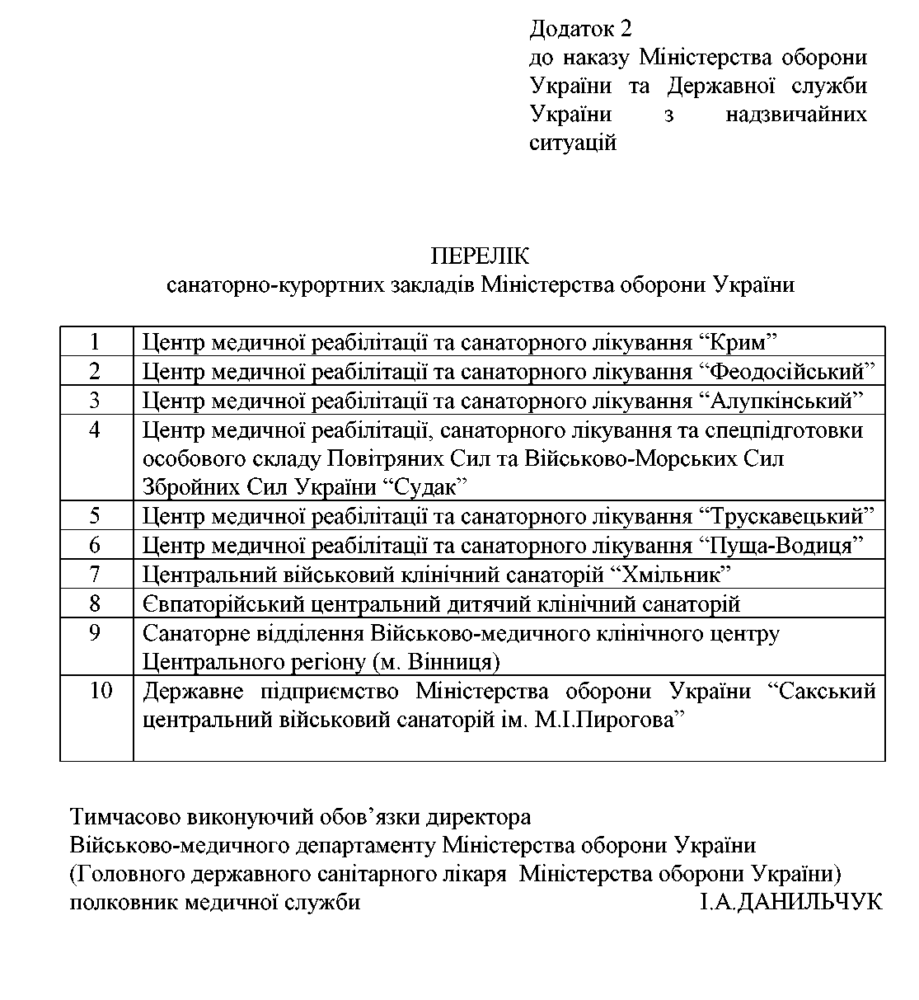 Додаток 2
до наказу Міністерства оборони
України та Державної служби
України з надзвичайних
ситуацій
ПЕРЕЛІК
санаторно-курортних закладів Міністерства оборони України
1 Центр медичної реабілітації та санаторного лікування “Крим”
2 Центр медичної реабілітації та санаторного лікування “Феодосійський”
3 Центр медичної реабілітації та санаторного лікування “Алупкінський”
4 Центр медичної реабілітації, санаторного лікування та спецпідготовки
особового складу Повітряних Сил та Військово-Морських Сил
Збройних Сил України “Судак”
5 Центр медичної реабілітації та санаторного лікування “Трускавецький”
6 Центр медичної реабілітації та санаторного лікування “Пуща-Водиця”
7 Центральний військовий клінічний санаторій “Хмільник”
8 Євпаторійський центральний дитячий клінічний санаторій
9 Санаторне відділення Військово-медичного клінічного центру
Центрального регіону (м. Вінниця)
10 Державне підприємство Міністерства оборони України “Сакський
центральний військовий санаторій ім. М.І.Пирогова”
Тимчасово виконуючий обов’язки директора
Військово-медичного департаменту Міністерства оборони України
(Головного державного санітарного лікаря Міністерства оборони України)
полковник медичної служби І.А.ДАНИЛЬЧУК